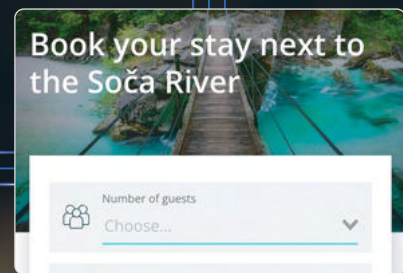 Book your stay next to
the Soča River
Number of guests
Choose...